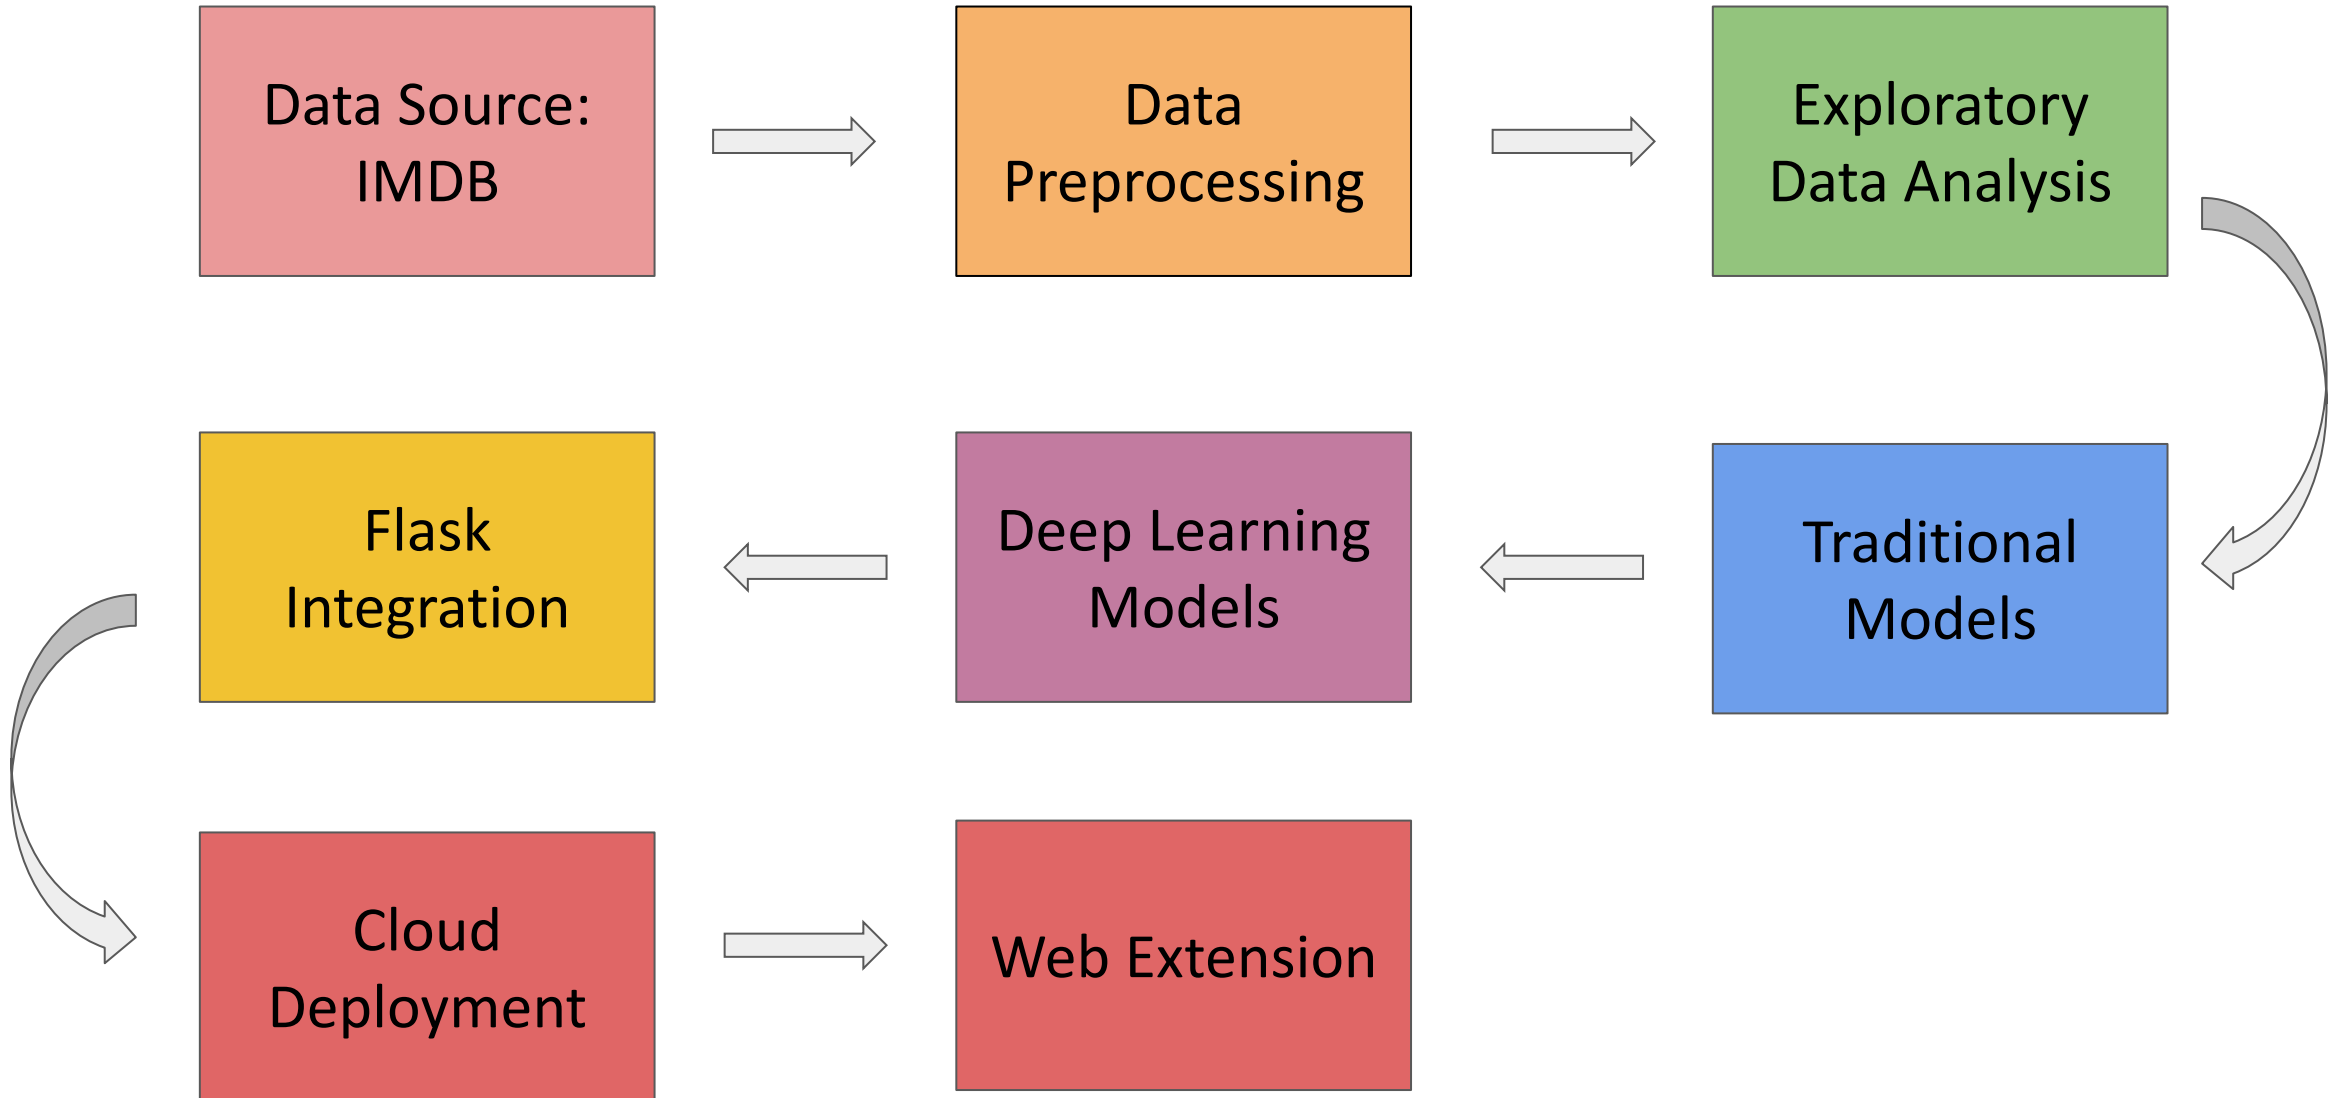 Data Source:
IMDB
Data
Preprocessing
Exploratory
Data Analysis
Flask
Integration
Deep Learning
Models
Traditional
Models
Cloud
Deployment
Web Extension